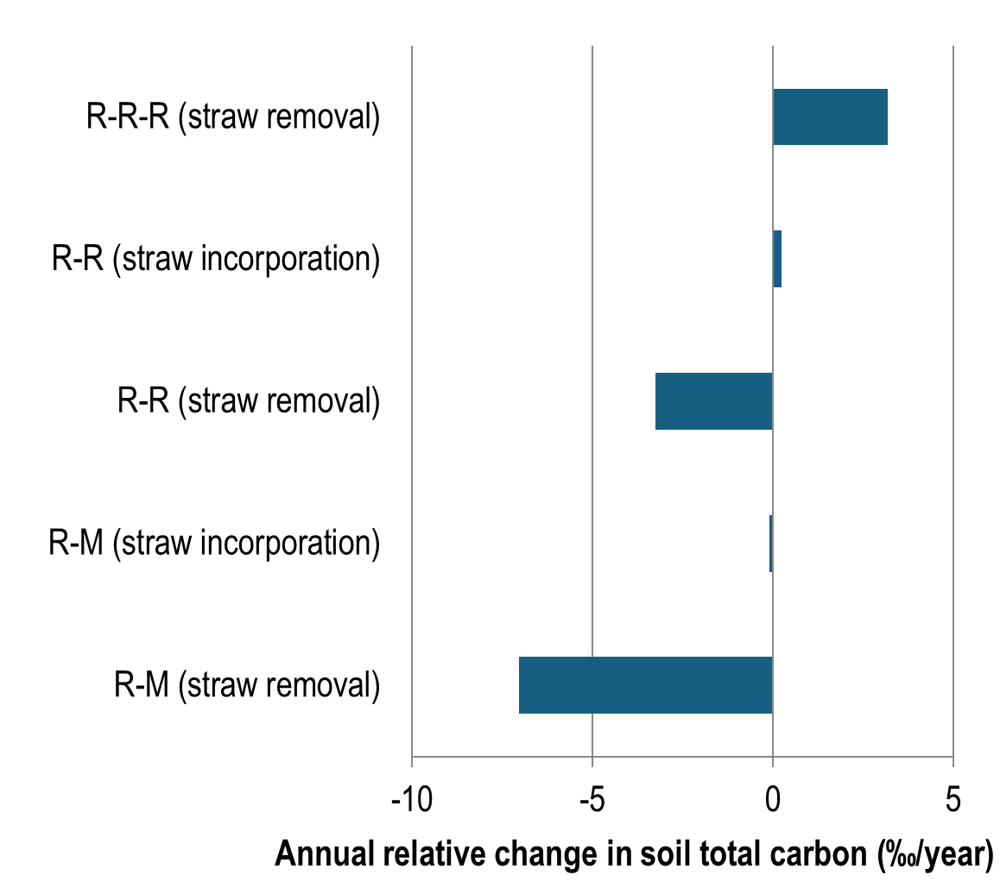 R-R-R (straw removal)
R-R (straw incorporation)
R-R (straw removal)
R-M (straw incorporation)
R-M (straw removal)
-10 -5 0 5
Annual relative change in soil total carbon (‰/year)